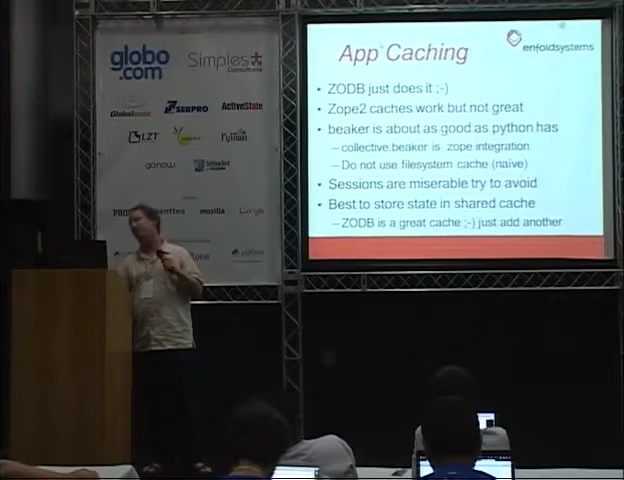 globo
.com
Simples
Consultoria
SERPRO
ActiveState
LZT
python
gonow
mozilla
Google
App Caching
enfoldsystems
• ZODB just does it ;-)
• Zope2 caches work but not great
• beaker is about as good as python has
– collective.beaker is zope integration
– Do not use filesystem cache (naive)
• Sessions are miserable try to avoid
• Best to store state in shared cache
– ZODB is a great cache ;-) just add another